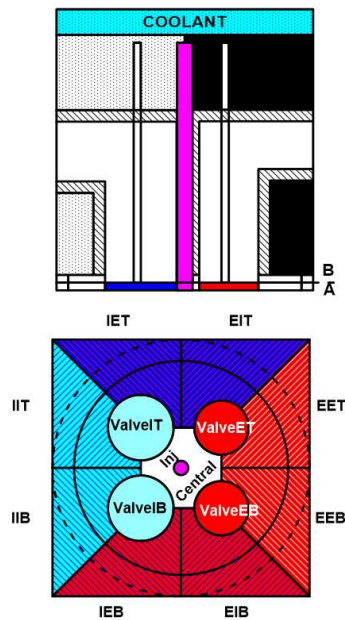 COOLANT
B
A
IET EIT
IIT EET
ValveIT ValveET
Inj
Central
ValveIB ValveEB
IIB EEB
IEB EIB